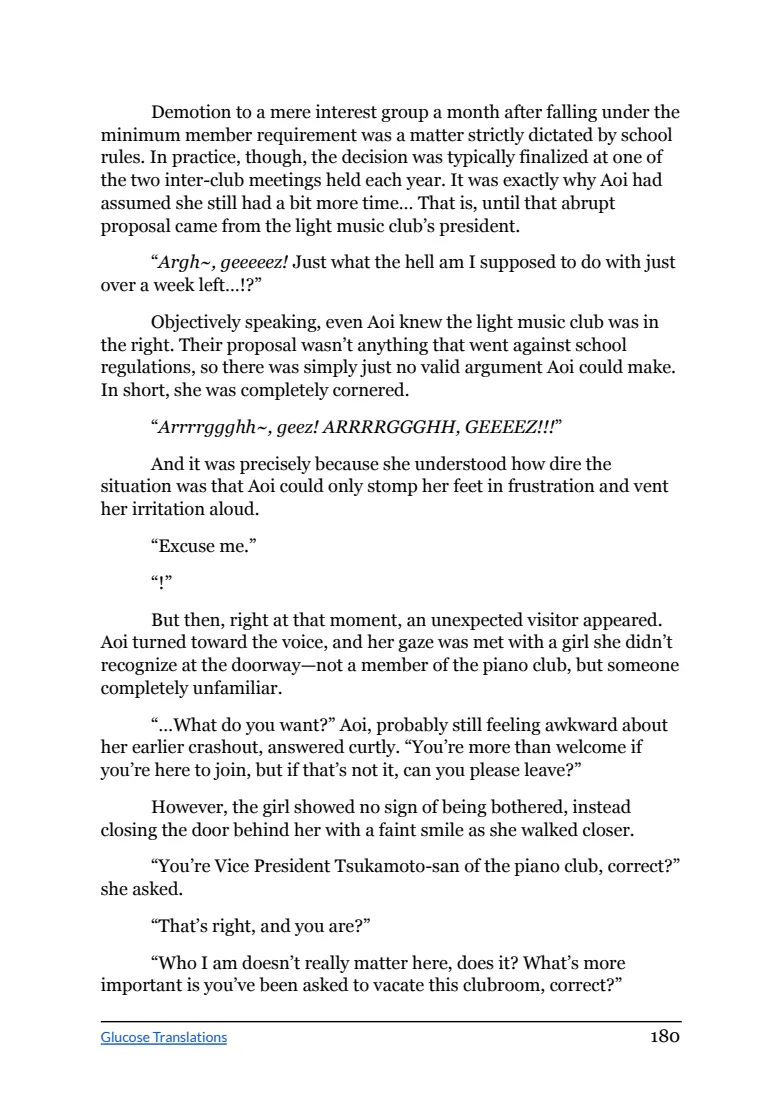 Demotion to a mere interest group a month after falling under the
minimum member requirement was a matter strictly dictated by school
rules. In practice, though, the decision was typically finalized at one of
the two inter-club meetings held each year. It was exactly why Aoi had
assumed she still had a bit more time… That is, until that abrupt
proposal came from the light music club’s president.
“Argh~, geeeeez! Just what the hell am I supposed to do with just
over a week left…!?”
Objectively speaking, even Aoi knew the light music club was in
the right. Their proposal wasn’t anything that went against school
regulations, so there was simply just no valid argument Aoi could make.
In short, she was completely cornered.
“Arrrrggghh~, geez! ARRRRGGGHH, GEEEEZ!!!”
And it was precisely because she understood how dire the
situation was that Aoi could only stomp her feet in frustration and vent
her irritation aloud.
“Excuse me.”
“!”
But then, right at that moment, an unexpected visitor appeared.
Aoi turned toward the voice, and her gaze was met with a girl she didn’t
recognize at the doorway—not a member of the piano club, but someone
completely unfamiliar.
“…What do you want?” Aoi, probably still feeling awkward about
her earlier crashout, answered curtly. “You’re more than welcome if
you’re here to join, but if that’s not it, can you please leave?”
However, the girl showed no sign of being bothered, instead
closing the door behind her with a faint smile as she walked closer.
“You’re Vice President Tsukamoto-san of the piano club, correct?”
she asked.
“That’s right, and you are?”
“Who I am doesn’t really matter here, does it? What’s more
important is you’ve been asked to vacate this clubroom, correct?”
Glucose Translations 180